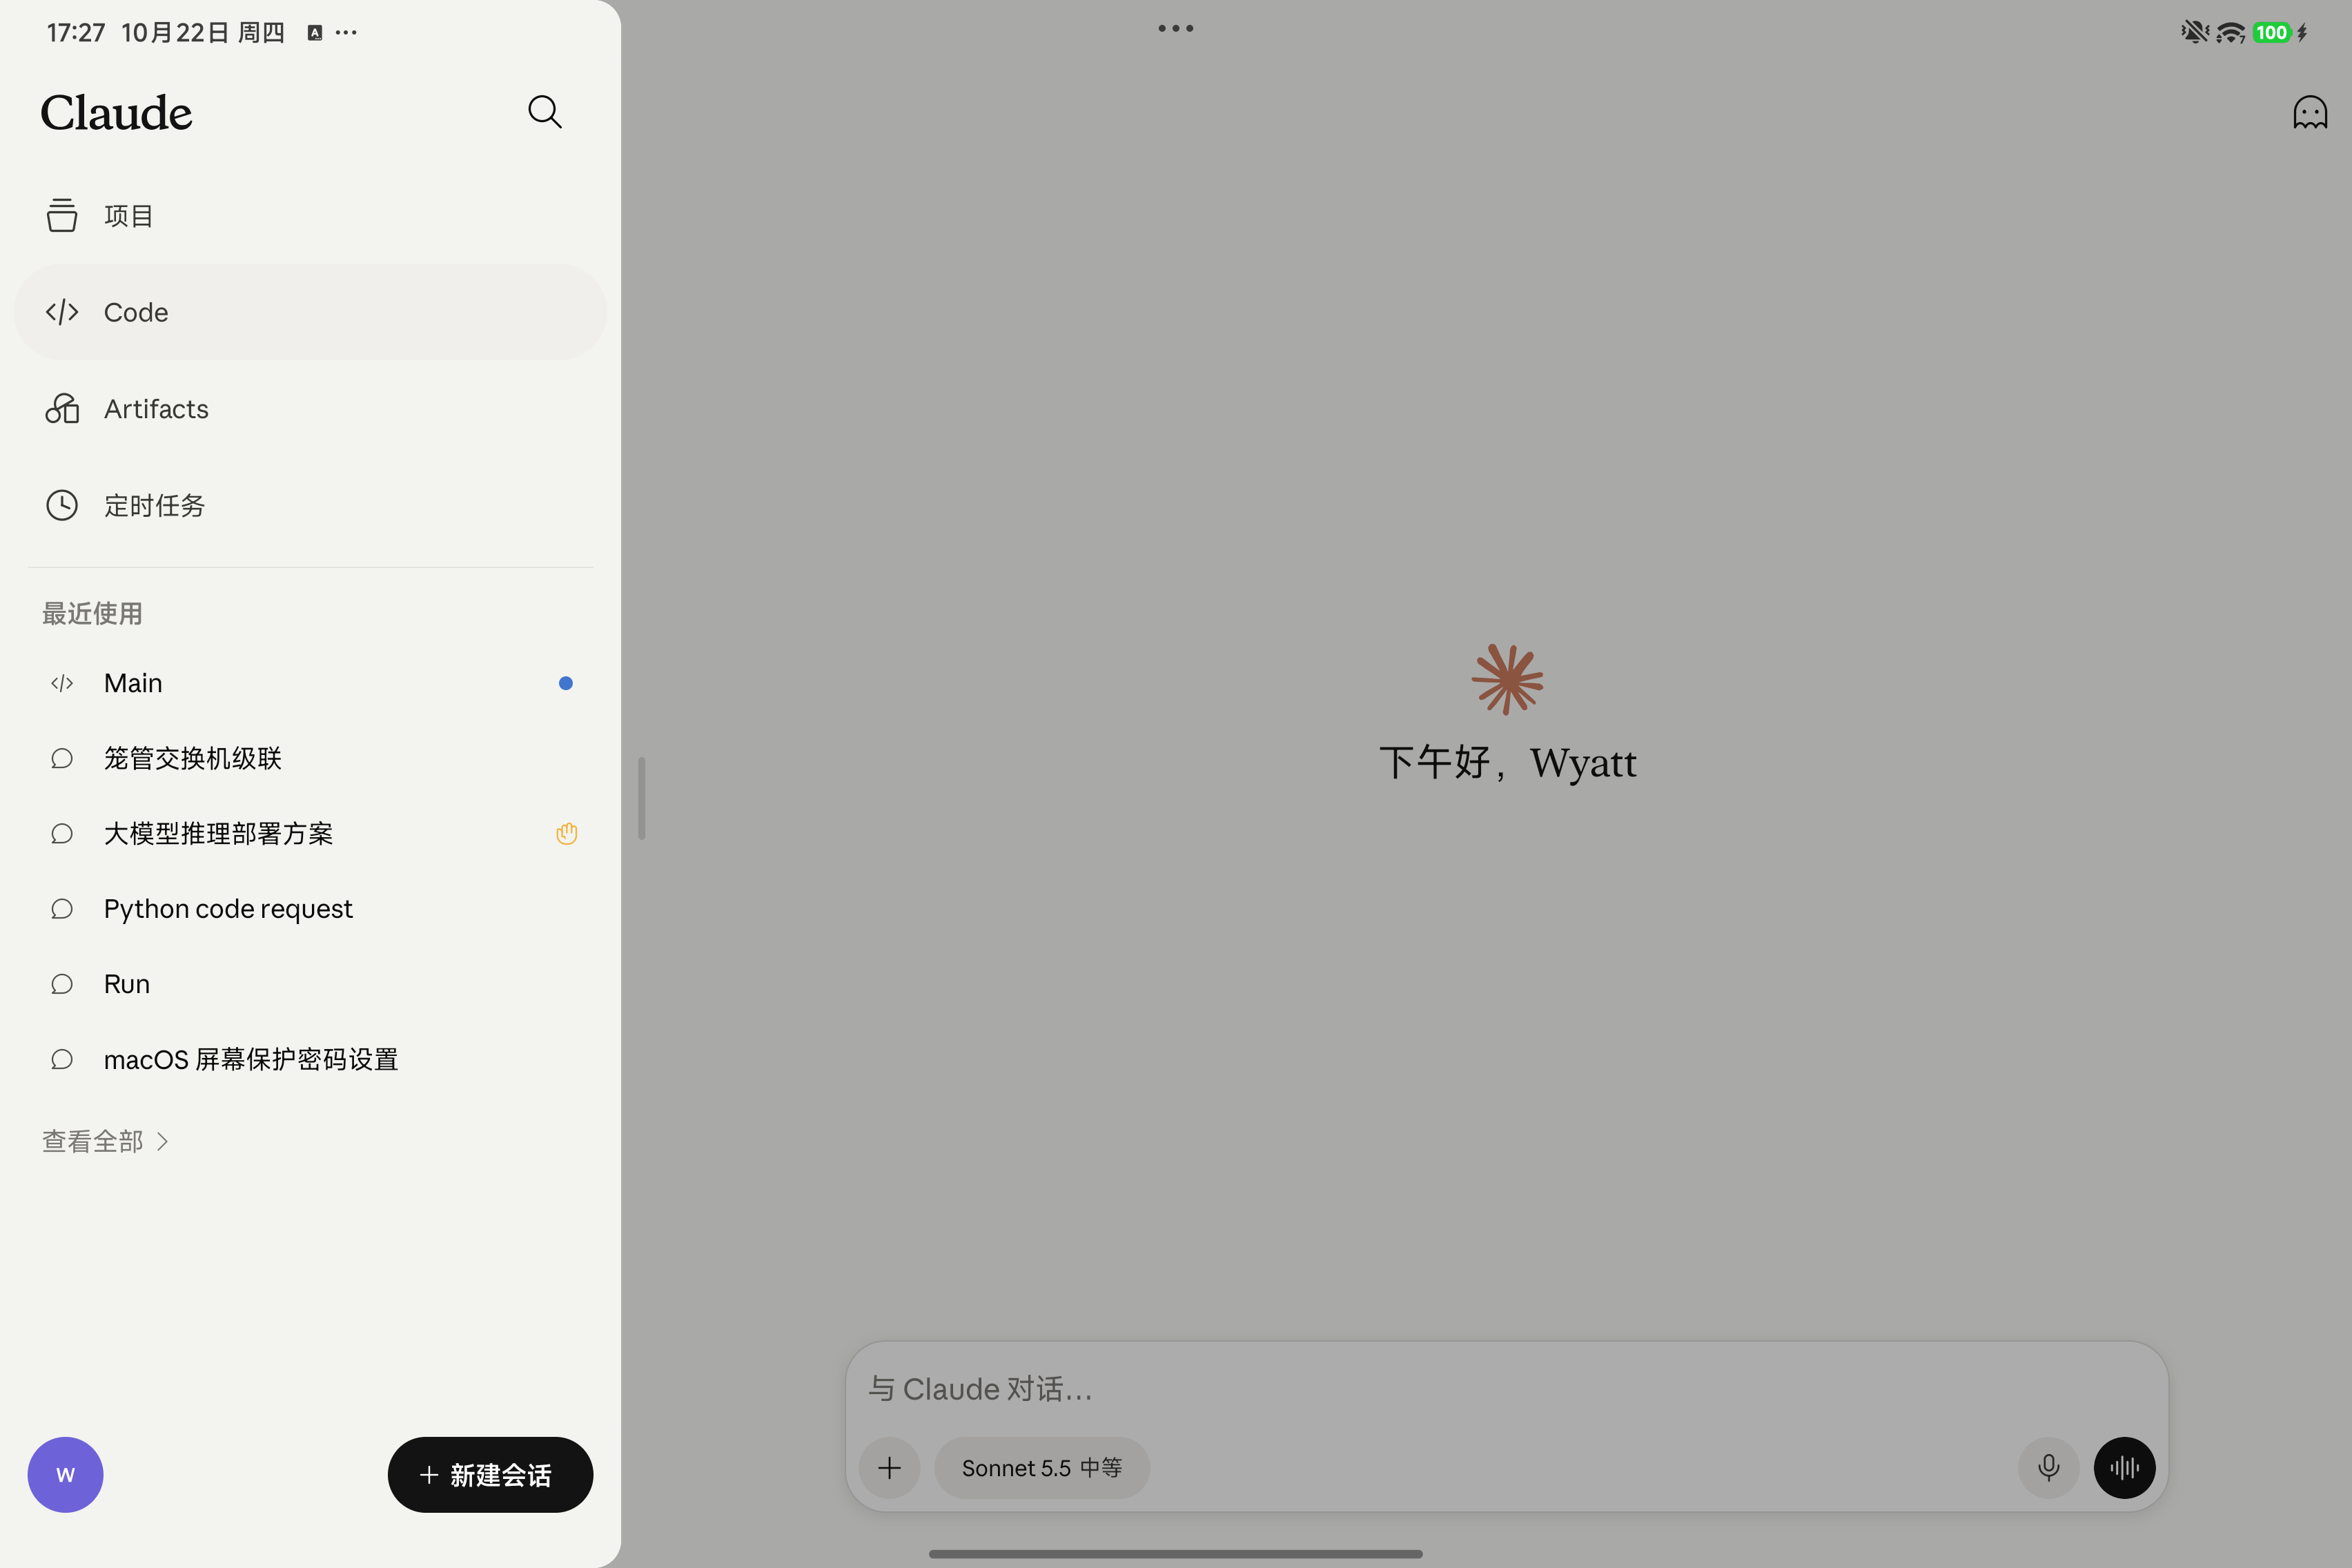 17:27 10月22日 周四
100
Claude
项目
Code
Artifacts
定时任务
最近使用
Main
笼管交换机级联
大模型推理部署方案
Python code request
Run
macOS 屏幕保护密码设置
查看全部
W
新建会话
下午好，Wyatt
与 Claude 对话...
Sonnet 5.5 中等